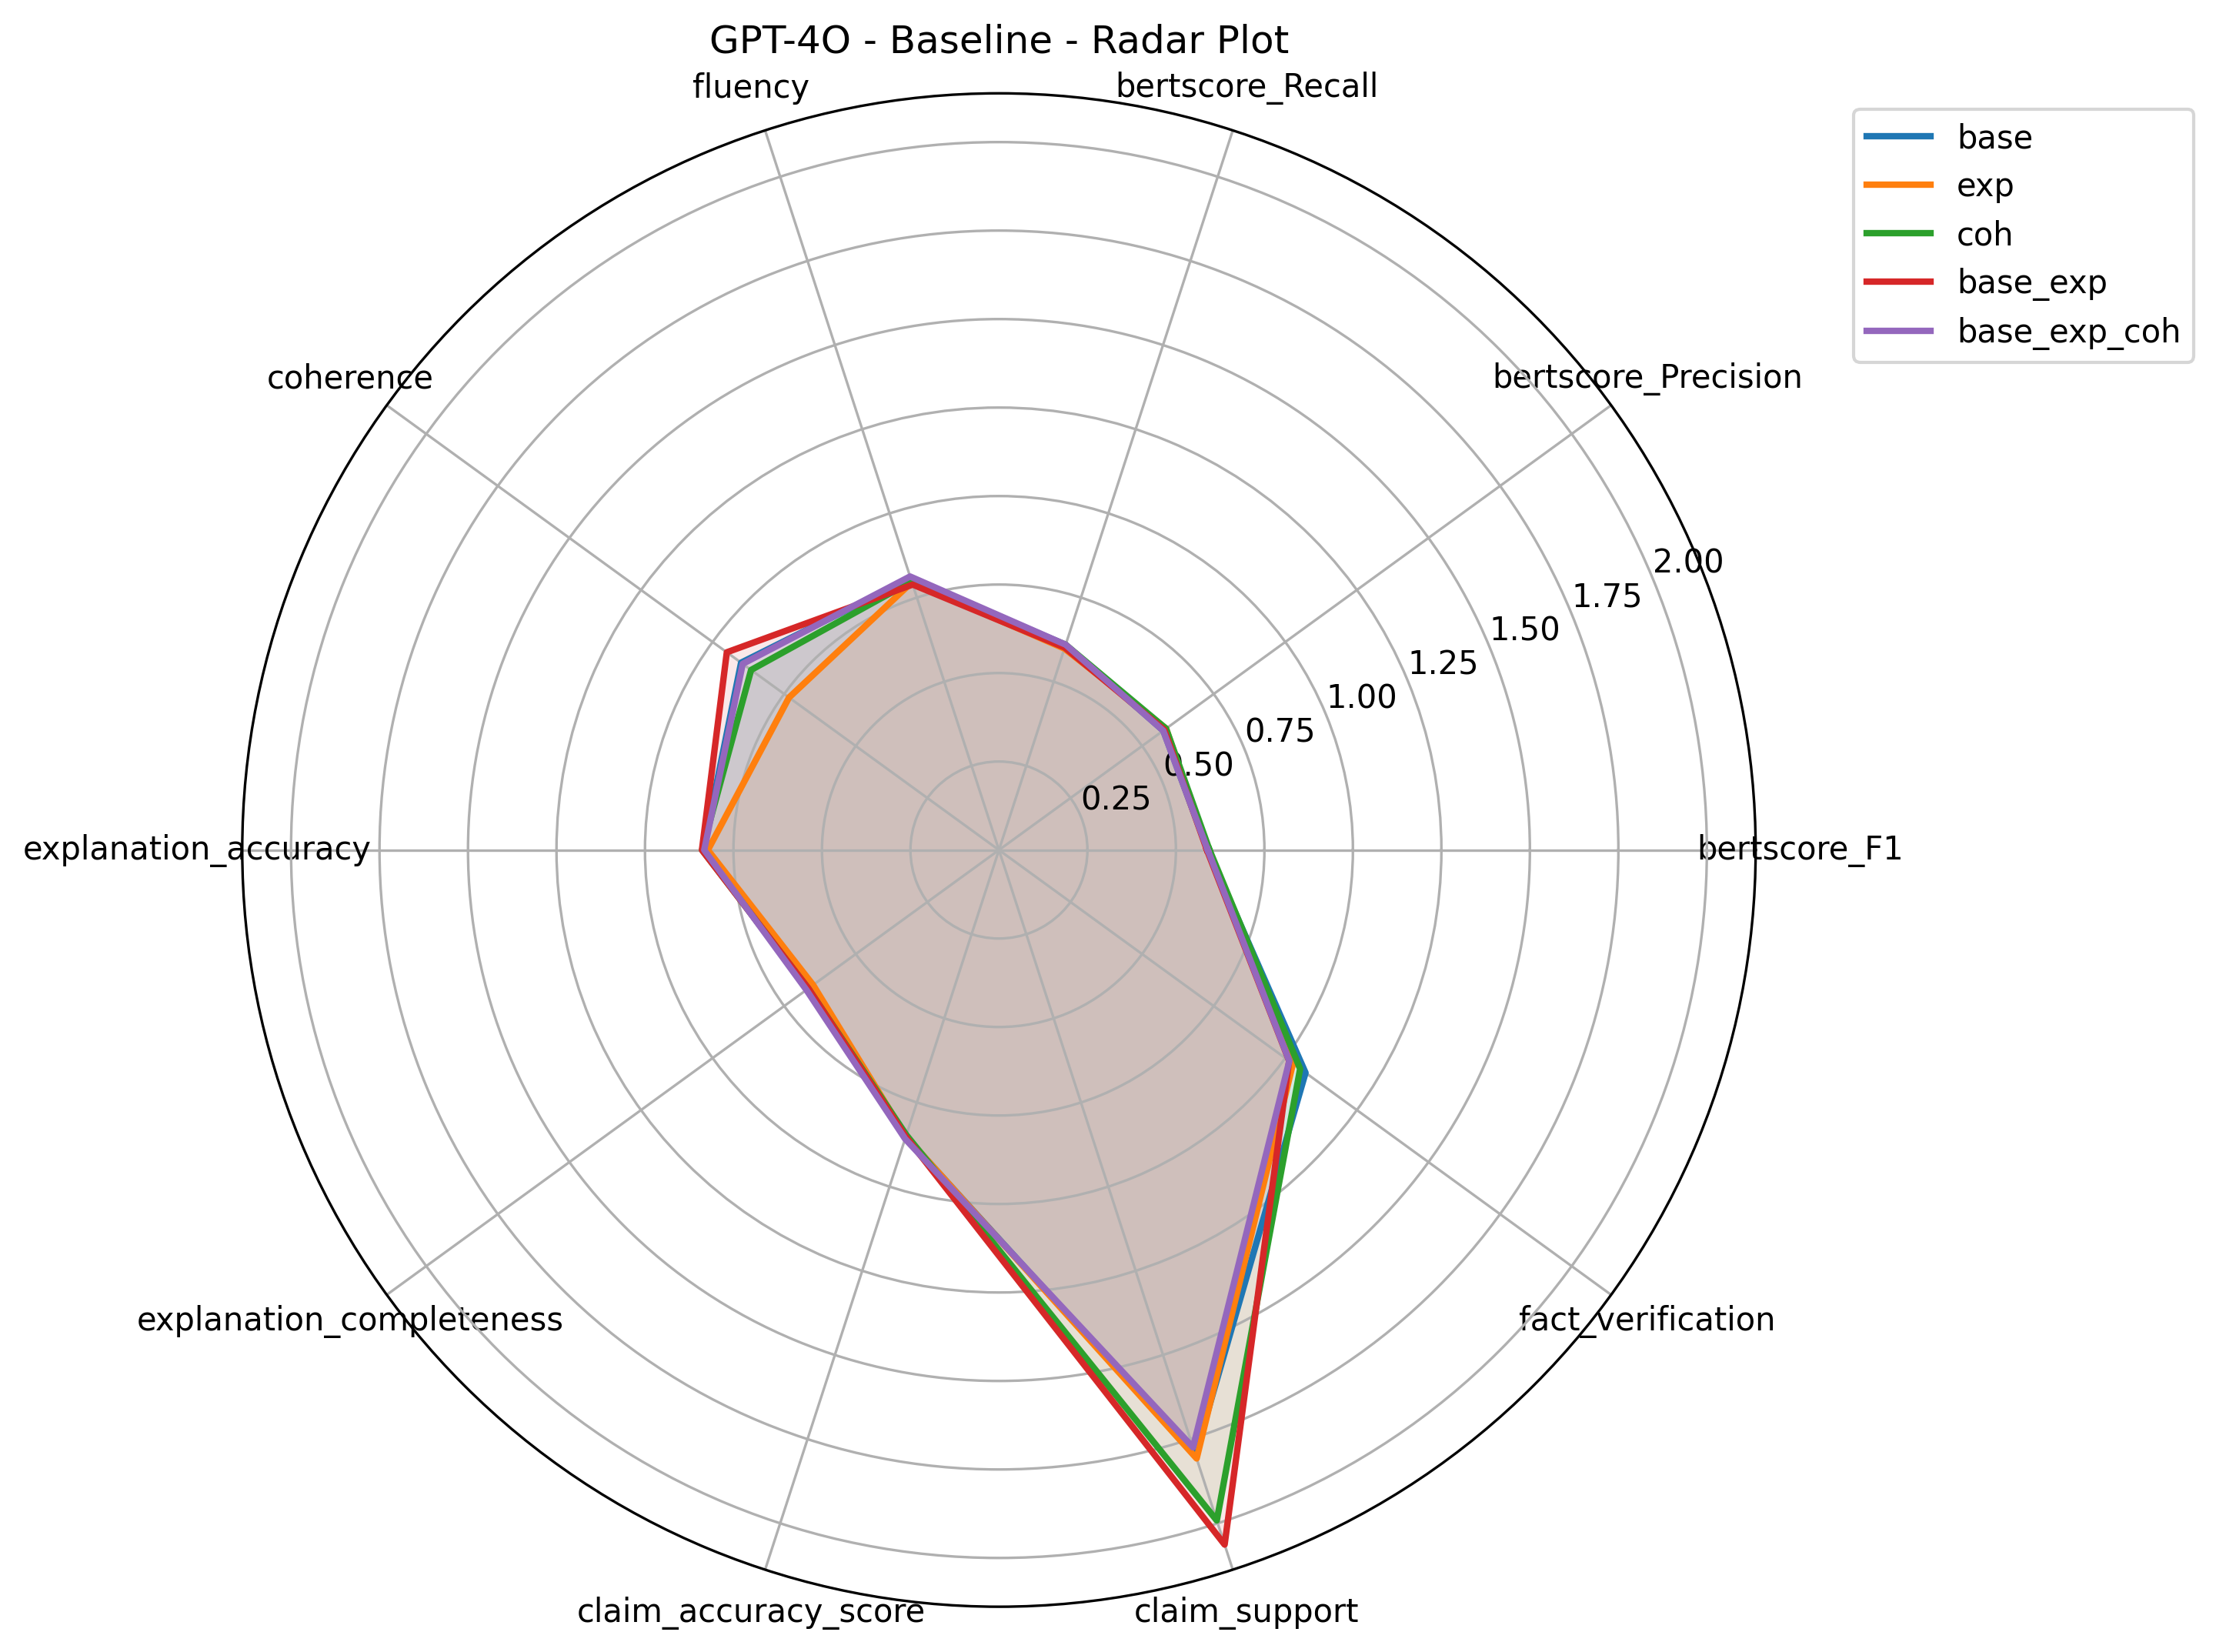 GPT-4O - Baseline - Radar Plot
fluency
bertscore_Recall
base
exp
coh
base_exp
base_exp_coh
coherence
bertscore_Precision
2.00
1.75
1.50
1.25
1.00
0.75
0.50
0.25
explanation_accuracy
bertscore_F1
explanation_completeness
fact_verification
claim_accuracy_score
claim_support